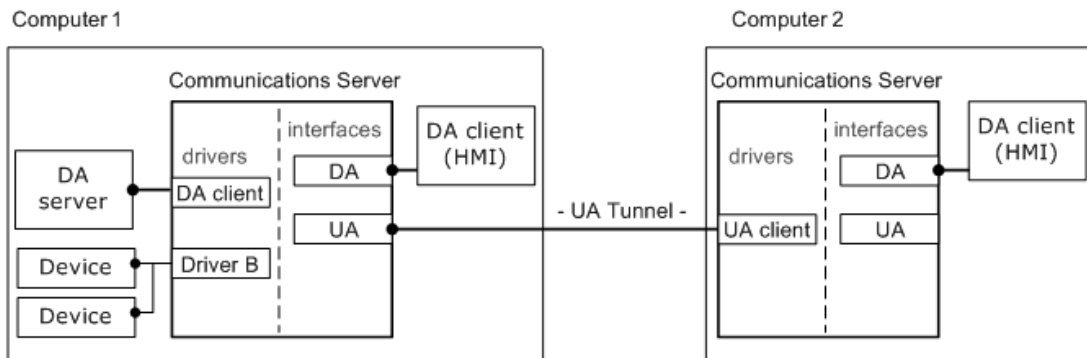 Computer 1
Computer 2
Communications Server
Communications Server
interfaces
DA client
(HMI)
interfaces
DA client
(HMI)
drivers
DA
drivers
DA
DA
server
DA client
- UA Tunnel -
UA
UA client
UA
Device
Driver B
Device